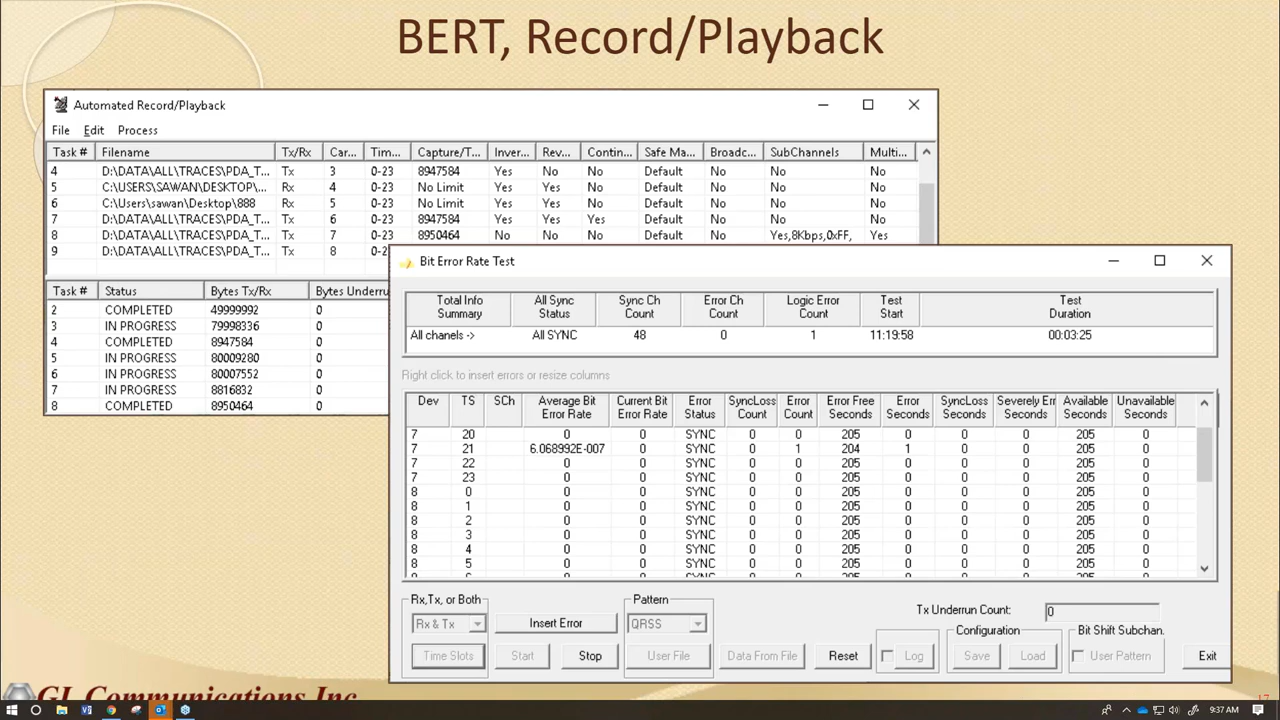 BERT, Record/Playback
Automated Record/Playback
File Edit Process
Task # Filename Tx/Rx Car... Tim... Capture/T... Inver... Rev... Contin... Safe Ma... Broadc... SubChannels Multi...
4 D:\DATA\ALL\TRACES\PDA_T... Tx 3 0-23 8947584 Yes No No Default No No No
5 C:\USERS\SAWAN\DESKTOP\... Rx 4 0-23 No Limit Yes Yes No Default No No No
6 C:\Users\sawan\Desktop\888 Rx 5 0-23 No Limit Yes No No Default No No No
7 D:\DATA\ALL\TRACES\PDA_T... Tx 6 0-23 8947584 Yes Yes Yes Default No No No
8 D:\DATA\ALL\TRACES\PDA_T... Tx 7 0-23 8950464 No No No Default No Yes,8Kbps,0xFF, Yes
9 D:\DATA\ALL\TRACES\PDA_T... Tx 8
Task # Status Bytes Tx/Rx Bytes Underru
2 COMPLETED 49999992 0
3 IN PROGRESS 79998336 0
4 COMPLETED 8947584 0
5 IN PROGRESS 80009280 0
6 IN PROGRESS 80007552 0
7 IN PROGRESS 8816832 0
8 COMPLETED 8950464 0
Bit Error Rate Test
Total Info Summary All Sync Status Sync Ch Count Error Ch Count Logic Error Count Test Start Test Duration
All chanels -> All SYNC 48 0 1 11:19:58 00:03:25
Right click to insert errors or resize columns
Dev TS SCh Average Bit Error Rate Current Bit Error Rate Error Status SyncLoss Count Error Count Error Free Seconds Error Seconds SyncLoss Seconds Severely Err Seconds Available Seconds Unavailable Seconds
7 20 0 0 SYNC 0 0 205 0 0 0 205 0
7 21 6.068992E-007 0 SYNC 0 1 204 1 0 0 205 0
7 22 0 0 SYNC 0 0 205 0 0 0 205 0
7 23 0 0 SYNC 0 0 205 0 0 0 205 0
8 0 0 0 SYNC 0 0 205 0 0 0 205 0
8 1 0 0 SYNC 0 0 205 0 0 0 205 0
8 2 0 0 SYNC 0 0 205 0 0 0 205 0
8 3 0 0 SYNC 0 0 205 0 0 0 205 0
8 4 0 0 SYNC 0 0 205 0 0 0 205 0
8 5 0 0 SYNC 0 0 205 0 0 0 205 0
Rx,Tx, or Both Pattern Tx Underrun Count: 0
Rx & Tx Insert Error QRSS Configuration Bit Shift Subchan.
Time Slots Start Stop User File Data From File Reset Log Save Load User Pattern Exit
GL Communications Inc
17
9:37 AM